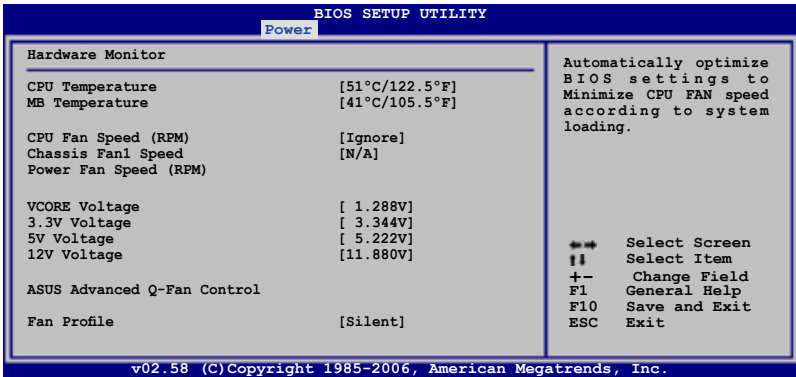 BIOS SETUP UTILITY
Power
Hardware Monitor
CPU Temperature [51°C/122.5°F]
MB Temperature [41°C/105.5°F]
CPU Fan Speed (RPM) [Ignore]
Chassis Fan1 Speed [N/A]
Power Fan Speed (RPM)
VCORE Voltage [ 1.288V]
3.3V Voltage [ 3.344V]
5V Voltage [ 5.222V]
12V Voltage [11.880V]
ASUS Advanced Q-Fan Control
Fan Profile [Silent]
Automatically optimize
BIOS settings to
Minimize CPU FAN speed
according to system
loading.
←→ Select Screen
↑↓ Select Item
+- Change Field
F1 General Help
F10 Save and Exit
ESC Exit
v02.58 (C)Copyright 1985-2006, American Megatrends, Inc.